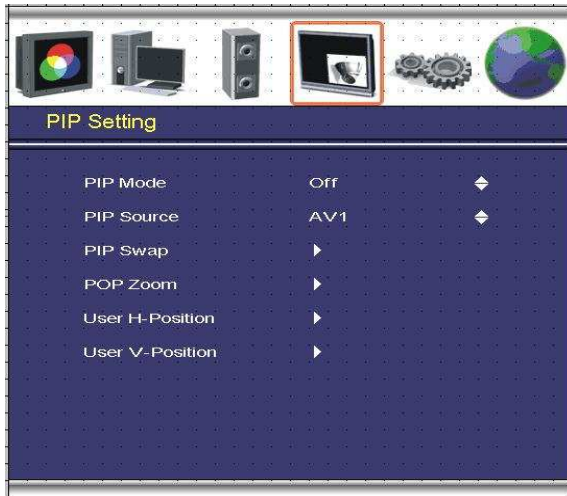 PIP Setting
PIP Mode Off
PIP Source AV1
PIP Swap
POP Zoom
User H-Position
User V-Position